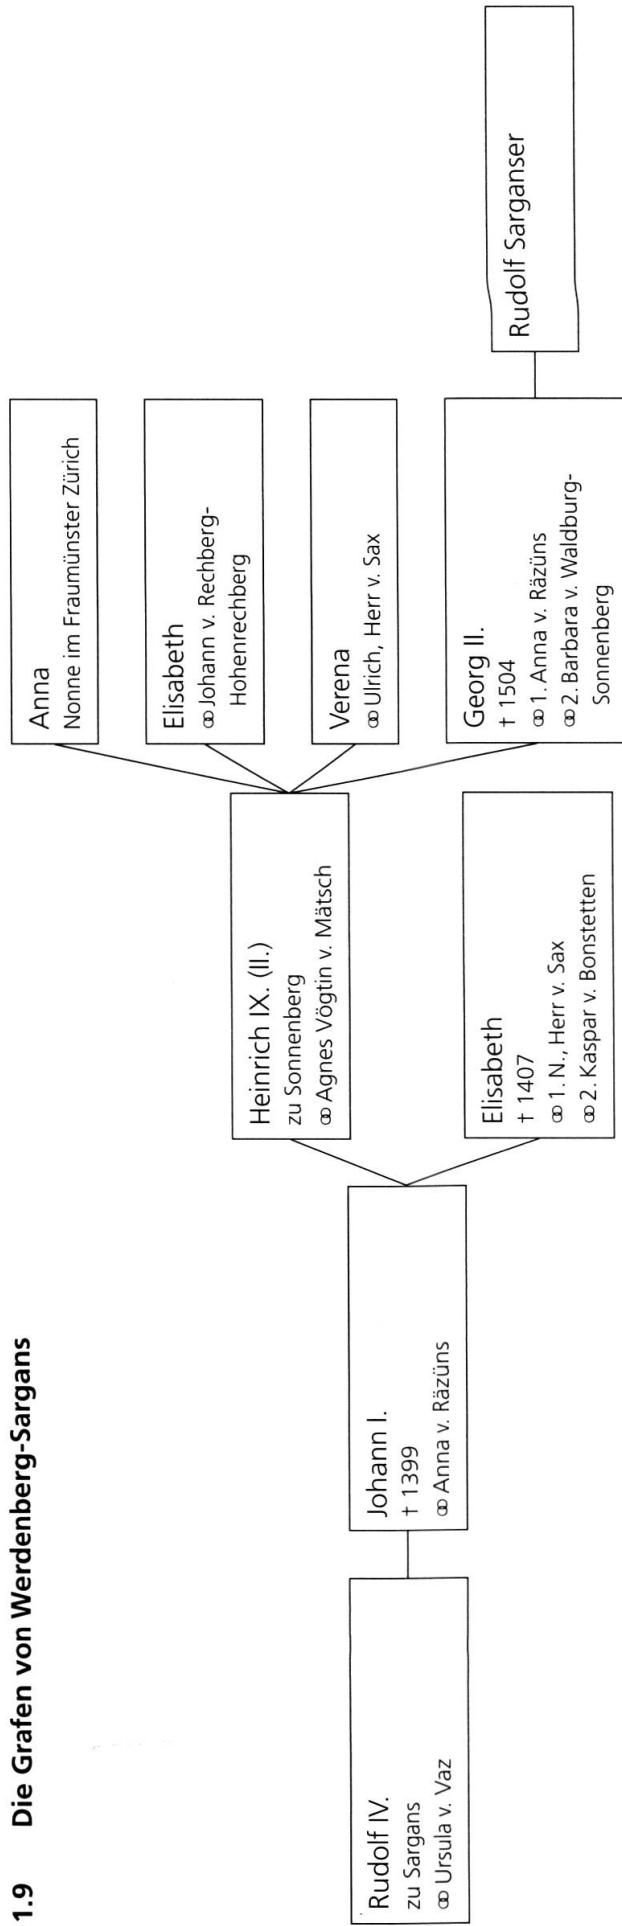 1.9 Die Grafen von Werdenberg-Sargans
Rudolf IV.
zu Sargans
⚭ Ursula v. Vaz
Johann I.
† 1399
⚭ Anna v. Räzüns
Heinrich IX. (II.)
zu Sonnenberg
⚭ Agnes Vögtin v. Mätsch
Elisabeth
† 1407
⚭ 1. N., Herr v. Sax
⚭ 2. Kaspar v. Bonstetten
Anna
Nonne im Fraumünster Zürich
Elisabeth
⚭ Johann v. Rechberg-
Hohenrechberg
Verena
⚭ Ulrich, Herr v. Sax
Georg II.
† 1504
⚭ 1. Anna v. Räzüns
⚭ 2. Barbara v. Waldburg-
Sonnenberg
Rudolf Sarganser